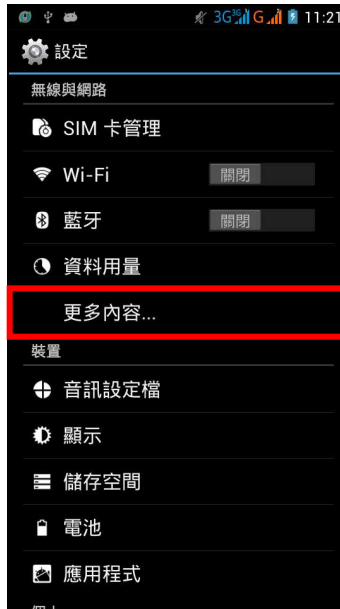 3G 3G G 11:21
設定
無線與網路
SIM 卡管理
Wi-Fi 關閉
藍牙 關閉
資料用量
更多內容...
裝置
音訊設定檔
顯示
儲存空間
電池
應用程式